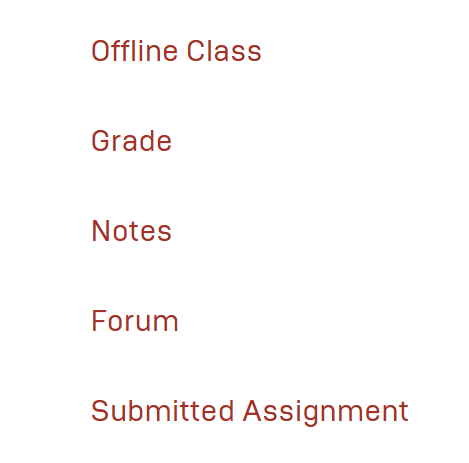 Offline Class
Grade
Notes
Forum
Submitted Assignment